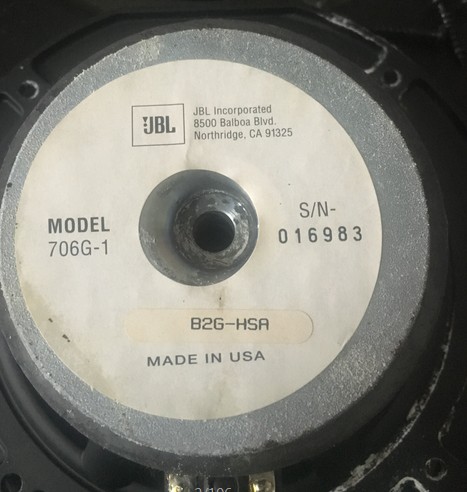 JBL
JBL Incorporated
8500 Balboa Blvd.
Northridge, CA 91325
MODEL
706G-1
S/N-
016983
B2G-HSA
MADE IN USA